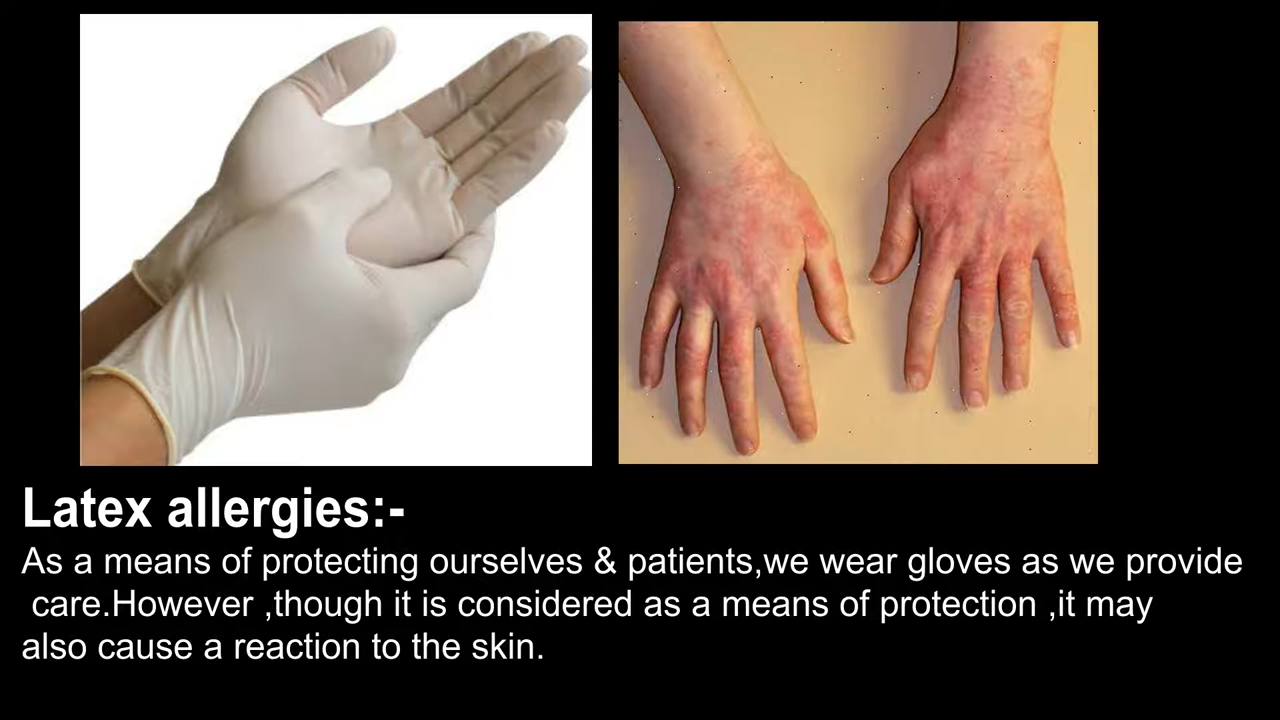 Latex allergies:-
As a means of protecting ourselves & patients,we wear gloves as we provide
care.However ,though it is considered as a means of protection ,it may
also cause a reaction to the skin.